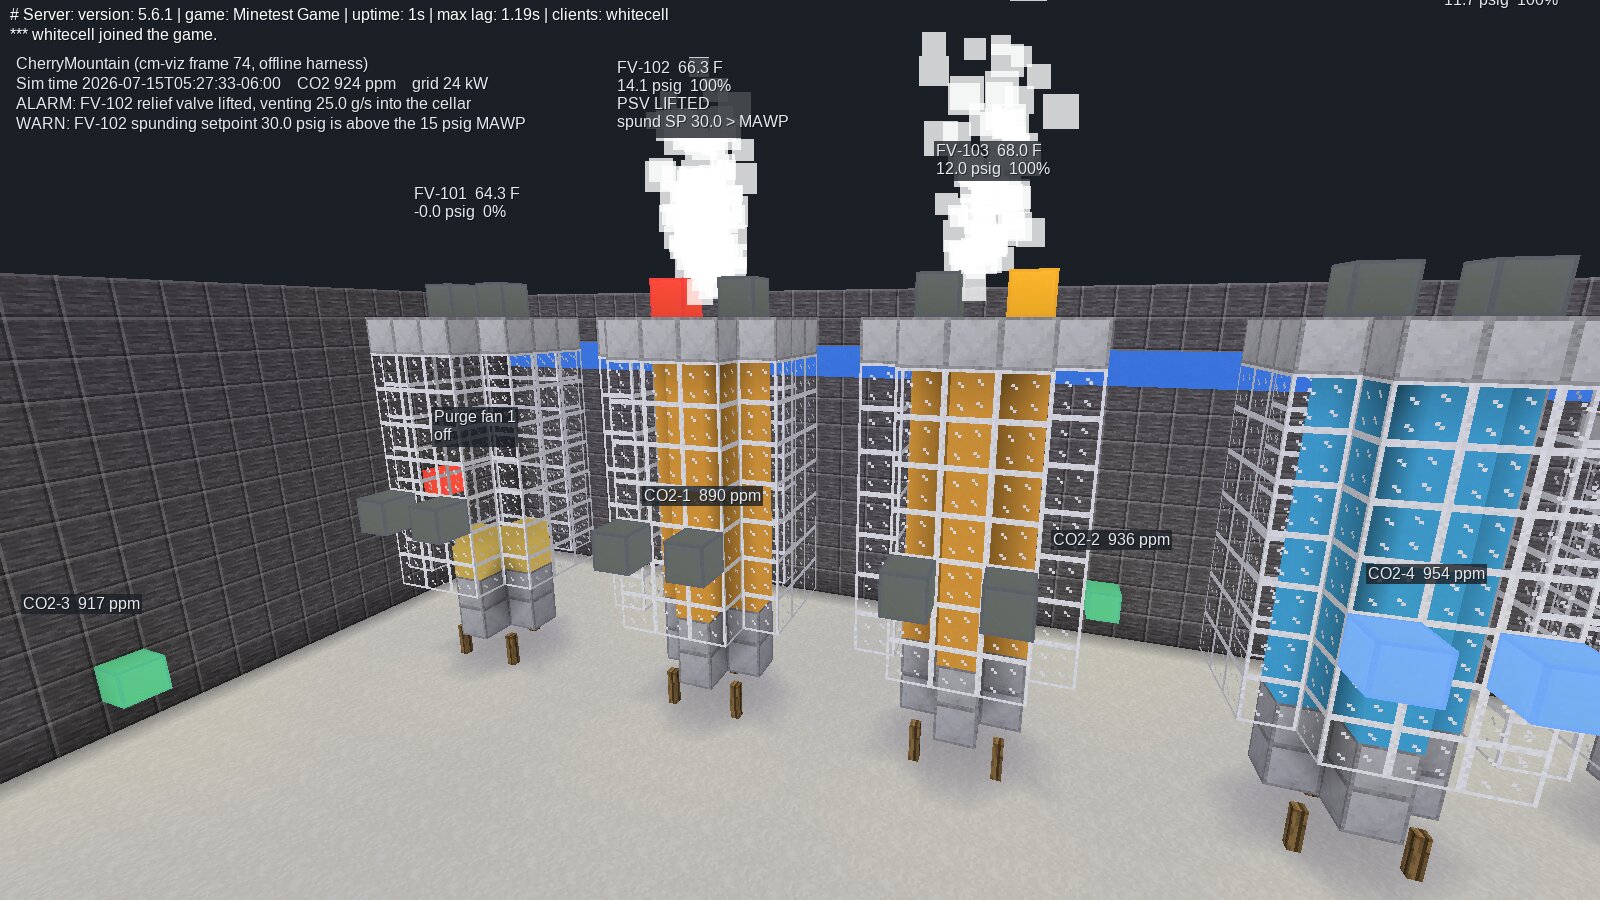 # Server: version: 5.6.1 | game: Minetest Game | uptime: 1s | max lag: 1.19s | clients: whitecell
*** whitecell joined the game.
CherryMountain (cm-viz frame 74, offline harness)
Sim time 2026-07-15T05:27:33-06:00    CO2 924 ppm    grid 24 kW
ALARM: FV-102 relief valve lifted, venting 25.0 g/s into the cellar
WARN: FV-102 spunding setpoint 30.0 psig is above the 15 psig MAWP
11.7 psig  100%
FV-102  66.3 F
14.1 psig  100%
PSV LIFTED
spund SP 30.0 > MAWP
FV-103  68.0 F
12.0 psig  100%
FV-101  64.3 F
-0.0 psig  0%
Purge fan 1
off
CO2-1  890 ppm
CO2-2  936 ppm
CO2-4  954 ppm
CO2-3  917 ppm